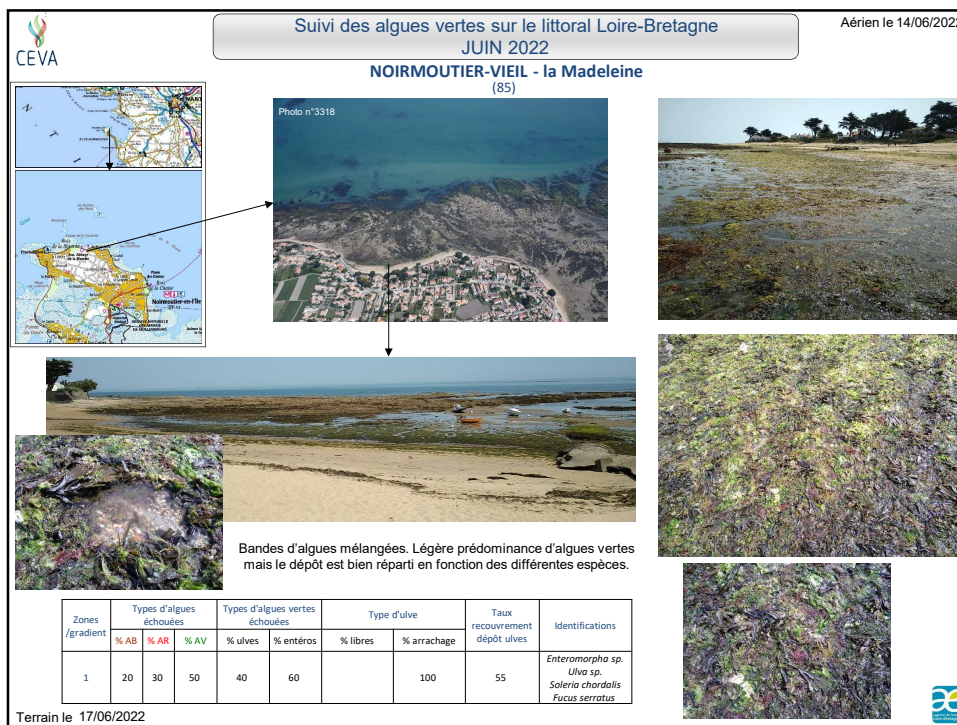 CEVA
Suivi des algues vertes sur le littoral Loire-Bretagne
JUIN 2022
Aérien le 14/06/2022
NOIRMOUTIER-VIEIL - la Madeleine
(85)
Photo n°3318
Noirmoutier-en-l'Île
Bandes d'algues mélangées. Légère prédominance d'algues vertes
mais le dépôt est bien réparti en fonction des différentes espèces.
Zones /gradient
Types d'algues échouées
Types d'algues vertes échouées
Type d'ulve
Taux recouvrement dépôt ulves
Identifications
% AB % AR % AV % ulves % entéros % libres % arrachage
1 20 30 50 40 60 100 55
Enteromorpha sp.
Ulva sp.
Soleria chordalis
Fucus serratus
Terrain le 17/06/2022